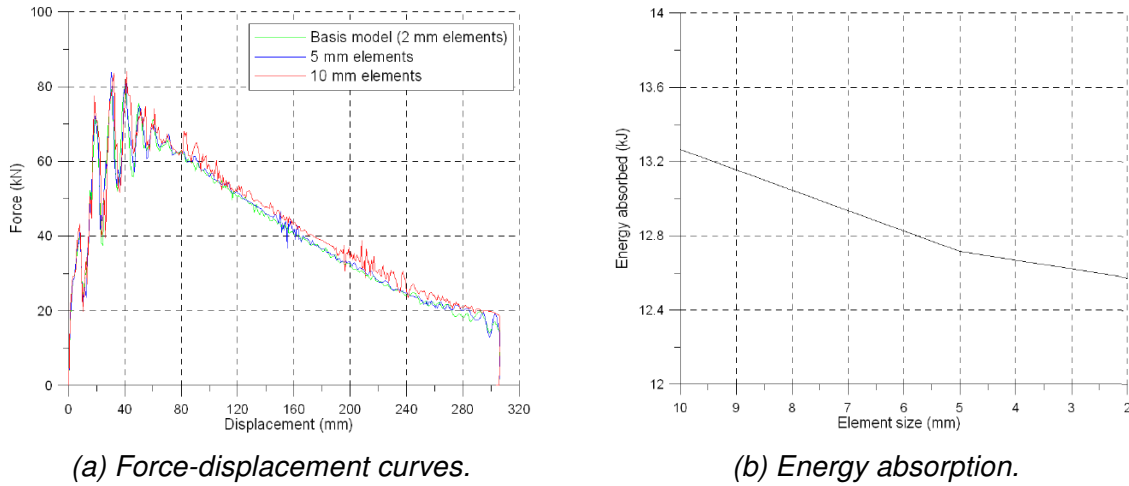 100
80
60
40
20
0
Force (kN)
Basis model (2 mm elements)
5 mm elements
10 mm elements
0 40 80 120 160 200 240 280 320
Displacement (mm)
(a) Force-displacement curves.
14
13.6
13.2
12.8
12.4
12
Energy absorbed (kJ)
10 9 8 7 6 5 4 3 2
Element size (mm)
(b) Energy absorption.